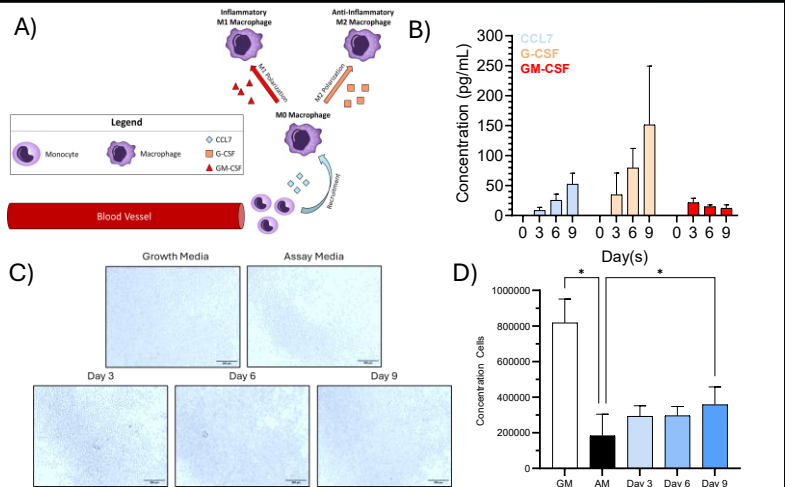 A)
Inflammatory
M1 Macrophage
Anti-Inflammatory
M2 Macrophage
M1 Polarization
M2 Polarization
M0 Macrophage
Legend
Monocyte
Macrophage
CCL7
G-CSF
GM-CSF
Recruitment
Blood Vessel
B)
CCL7
G-CSF
GM-CSF
Concentration (pg/mL)
300
250
200
150
100
50
0
0 3 6 9 0 3 6 9 0 3 6 9
Day(s)
C)
Growth Media
Assay Media
Day 3
Day 6
Day 9
D)
* *
Concentration Cells
1000000
800000
600000
400000
200000
0
GM AM Day 3 Day 6 Day 9